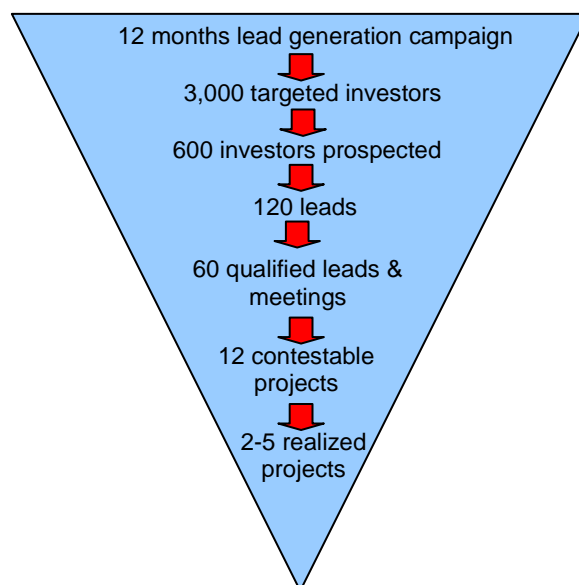 12 months lead generation campaign
3,000 targeted investors
600 investors prospected
120 leads
60 qualified leads &
meetings
12 contestable
projects
2-5 realized
projects